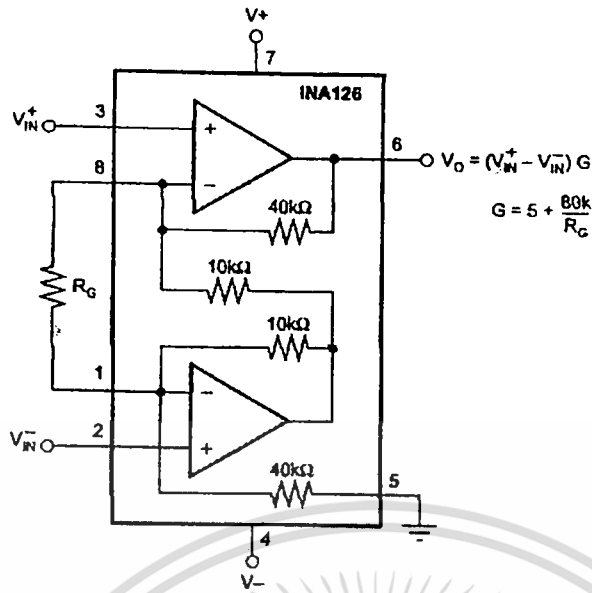 V+
7
INA126
V+IN 3
6
VO = (V+IN – V−IN) G
8
40kΩ
G = 5 + 80k/RG
10kΩ
RG
10kΩ
1
V−IN 2
40kΩ
5
4
V−